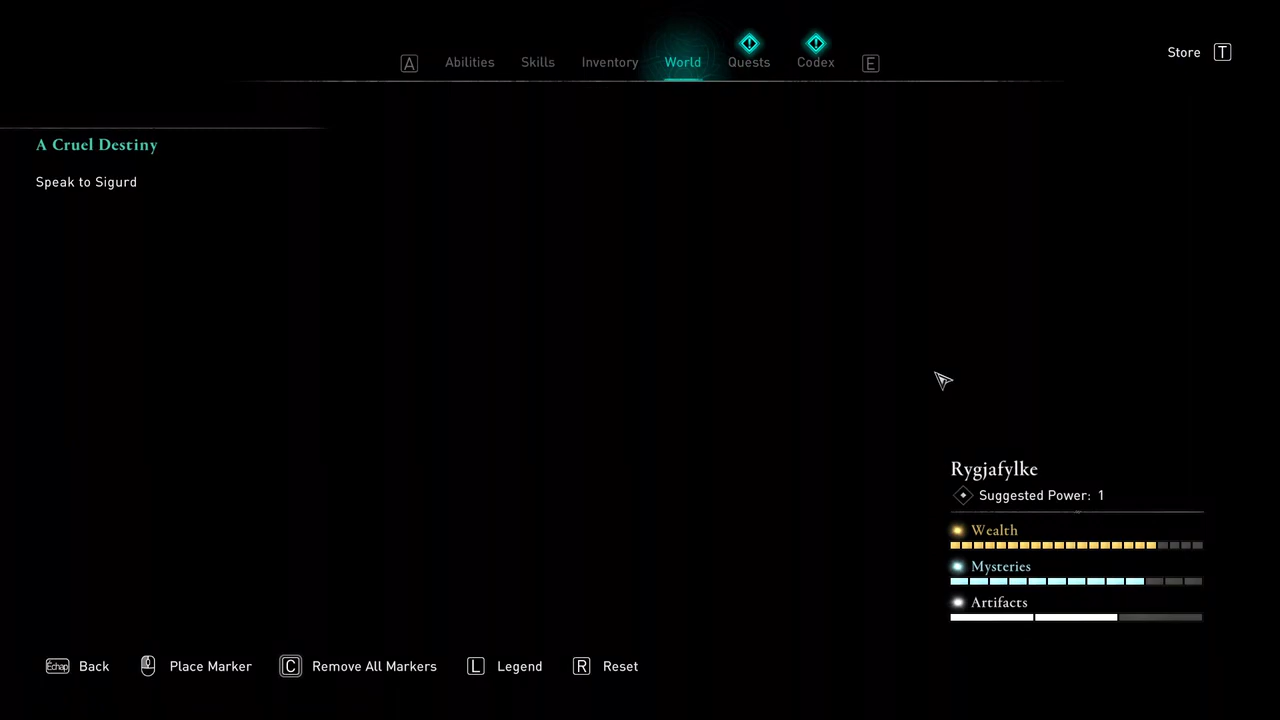 A Abilities Skills Inventory World Quests Codex E
Store T
A Cruel Destiny
Speak to Sigurd
Rygjafylke
Suggested Power: 1
Wealth
Mysteries
Artifacts
Échap Back Place Marker C Remove All Markers L Legend R Reset